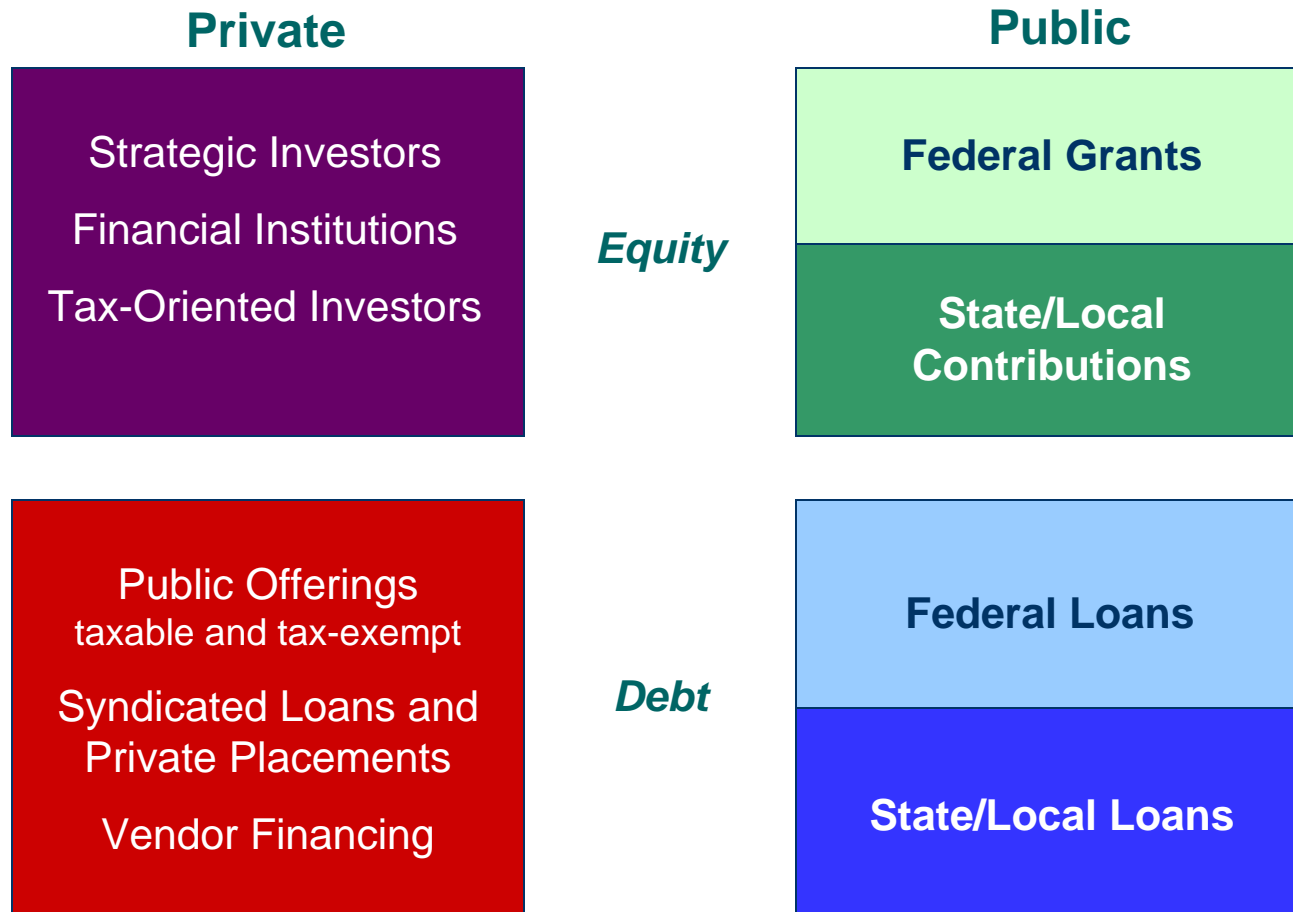 Private
Public
Strategic Investors
Financial Institutions
Tax-Oriented Investors
Equity
Federal Grants
State/Local
Contributions
Public Offerings
taxable and tax-exempt
Syndicated Loans and
Private Placements
Vendor Financing
Debt
Federal Loans
State/Local Loans